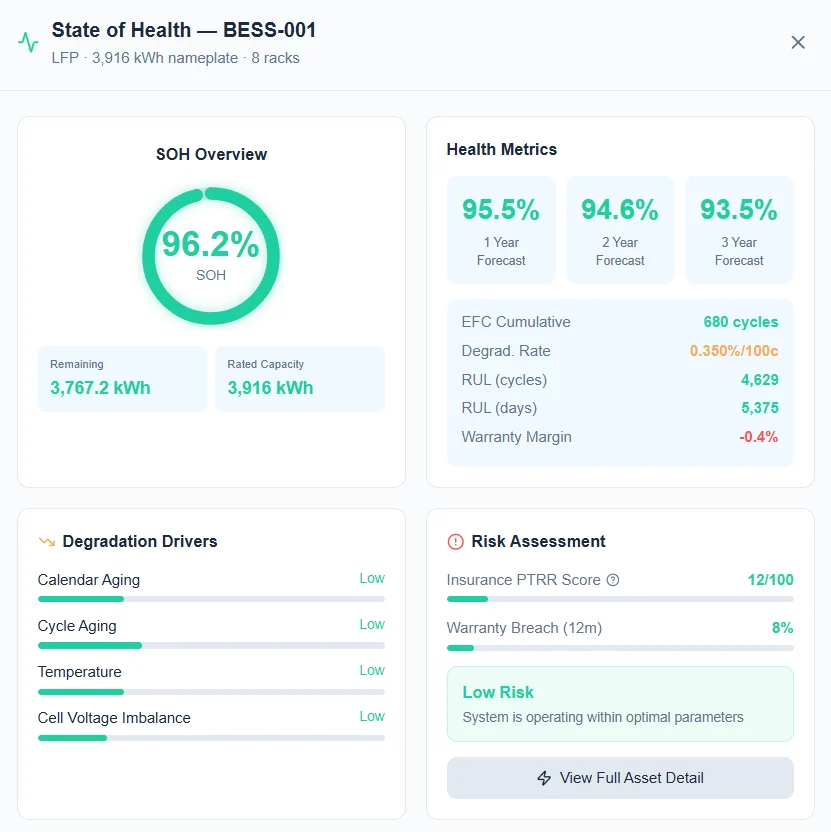 State of Health — BESS-001
LFP · 3,916 kWh nameplate · 8 racks
SOH Overview
96.2%
SOH
Remaining
3,767.2 kWh
Rated Capacity
3,916 kWh
Health Metrics
95.5%
1 Year
Forecast
94.6%
2 Year
Forecast
93.5%
3 Year
Forecast
EFC Cumulative 680 cycles
Degrad. Rate 0.350%/100c
RUL (cycles) 4,629
RUL (days) 5,375
Warranty Margin -0.4%
Degradation Drivers
Calendar Aging Low
Cycle Aging Low
Temperature Low
Cell Voltage Imbalance Low
Risk Assessment
Insurance PTRR Score 12/100
Warranty Breach (12m) 8%
Low Risk
System is operating within optimal parameters
View Full Asset Detail